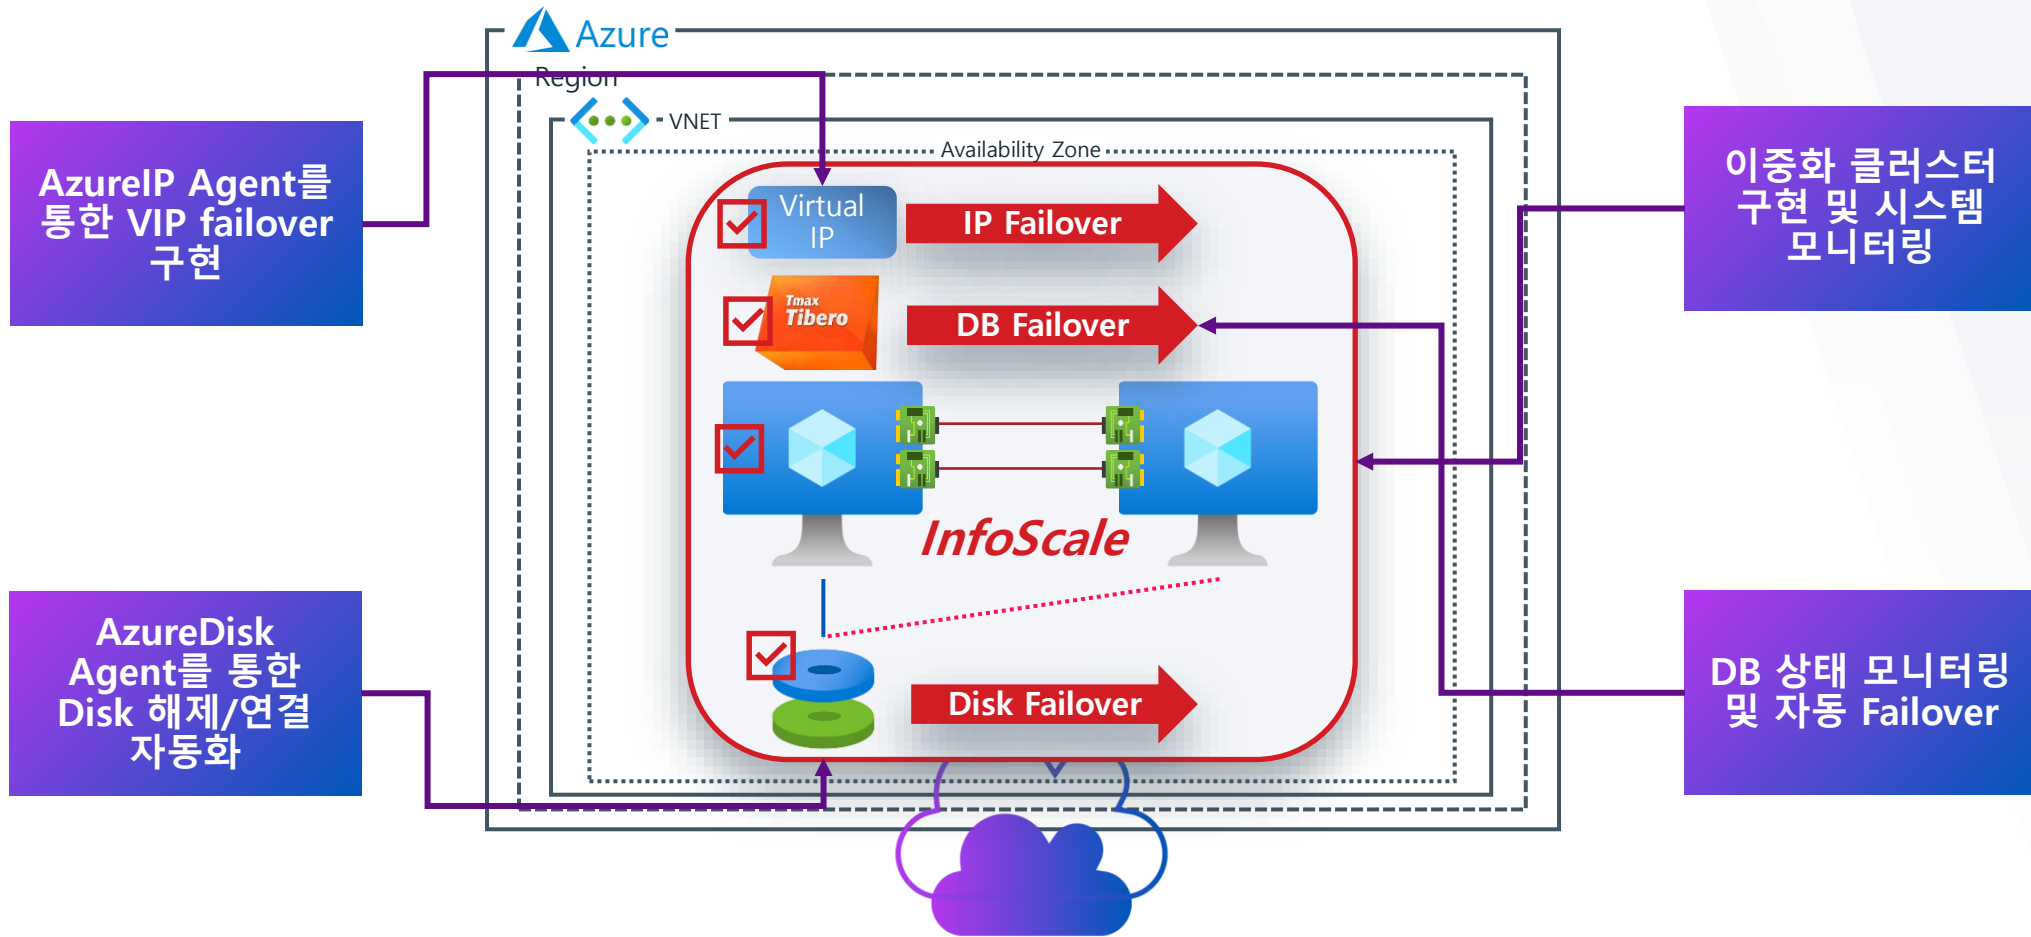 Azure
Region
VNET
Availability Zone
AzureIP Agent를
통한 VIP failover
구현
Virtual
IP
IP Failover
이중화 클러스터
구현 및 시스템
모니터링
Tmax
Tibero
DB Failover
InfoScale
AzureDisk
Agent를 통한
Disk 해제/연결
자동화
Disk Failover
DB 상태 모니터링
및 자동 Failover